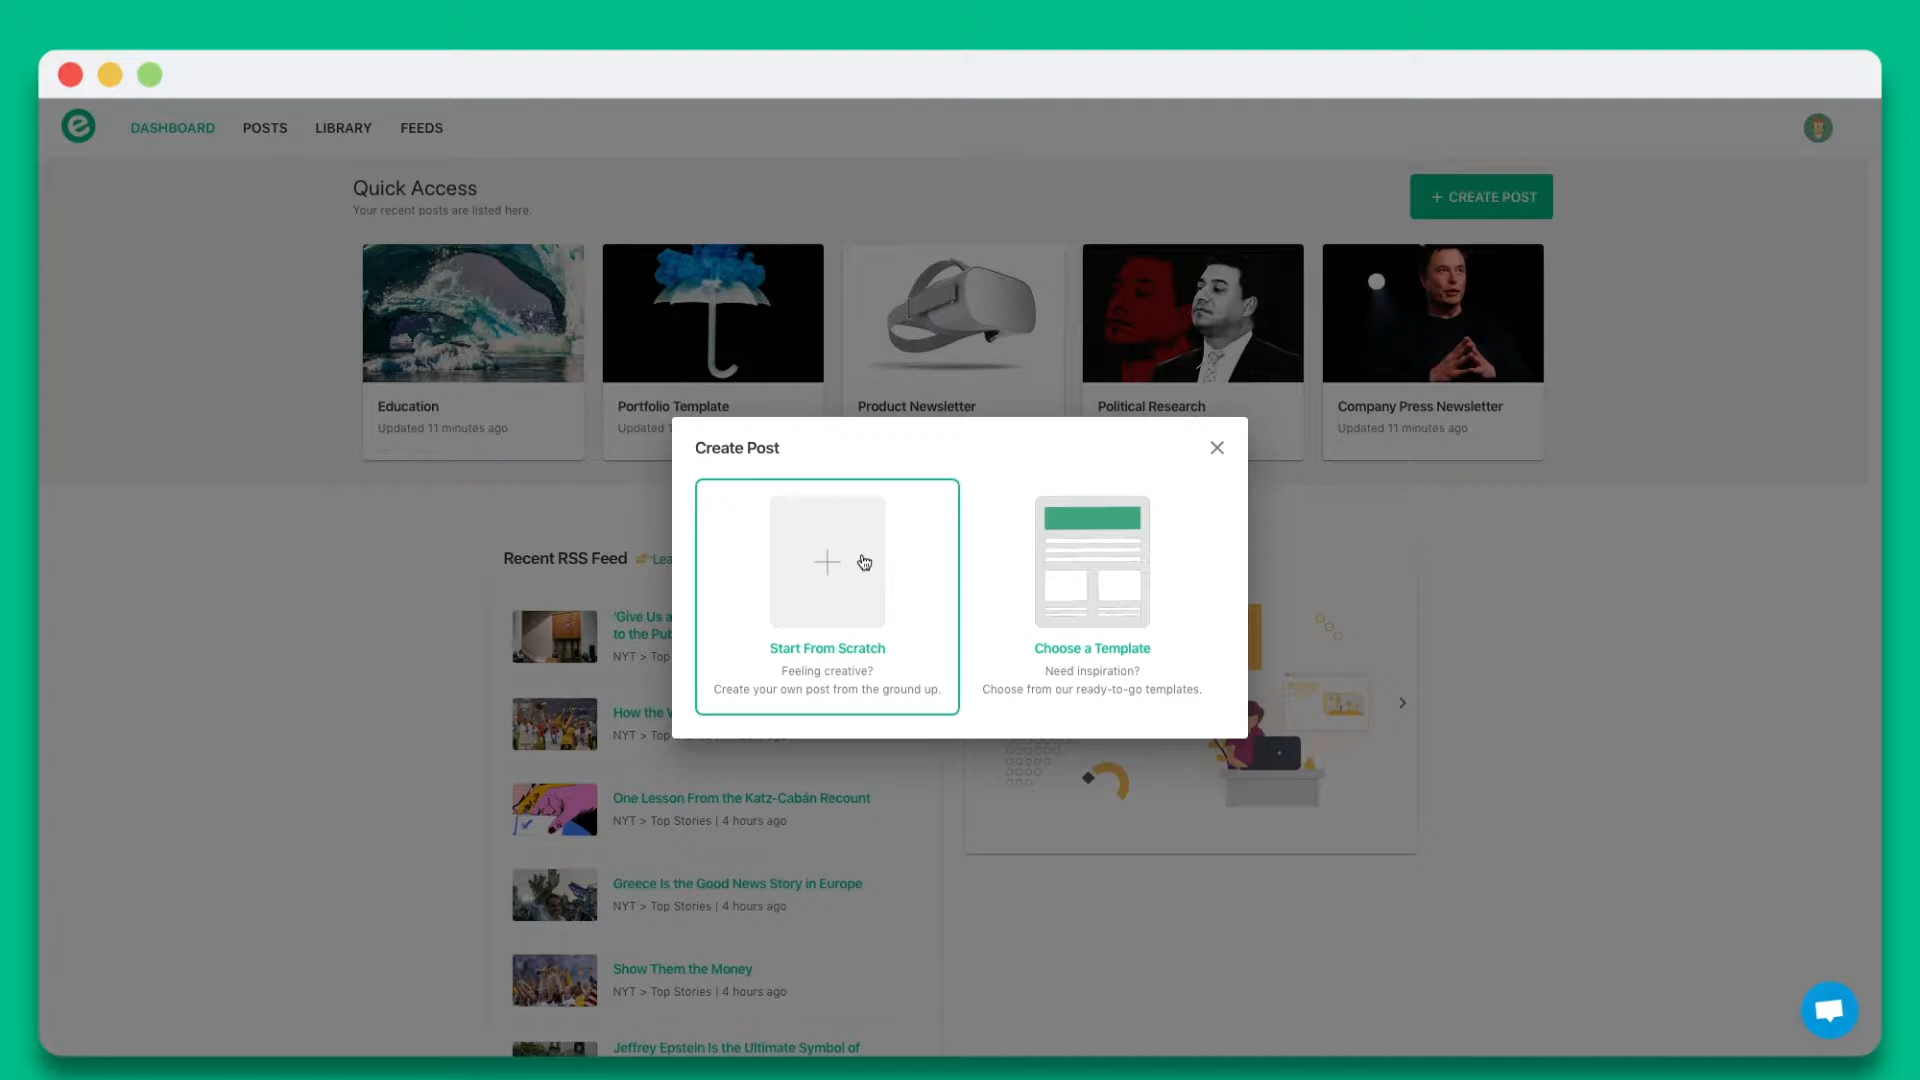 DASHBOARD POSTS LIBRARY FEEDS
Quick Access
Your recent posts are listed here.
+ CREATE POST
Education
Updated 11 minutes ago
Portfolio Template
Updated
Product Newsletter
Political Research
Company Press Newsletter
Updated 11 minutes ago
Create Post
Start From Scratch
Feeling creative?
Create your own post from the ground up.
Choose a Template
Need inspiration?
Choose from our ready-to-go templates.
Recent RSS Feed
'Give Us
to the
NYT > Top
How the
NYT > Top
One Lesson From the Katz-Cabán Recount
NYT > Top Stories | 4 hours ago
Greece Is the Good News Story in Europe
NYT > Top Stories | 4 hours ago
Show Them the Money
NYT > Top Stories | 4 hours ago
Jeffrey Epstein Is the Ultimate Symbol of